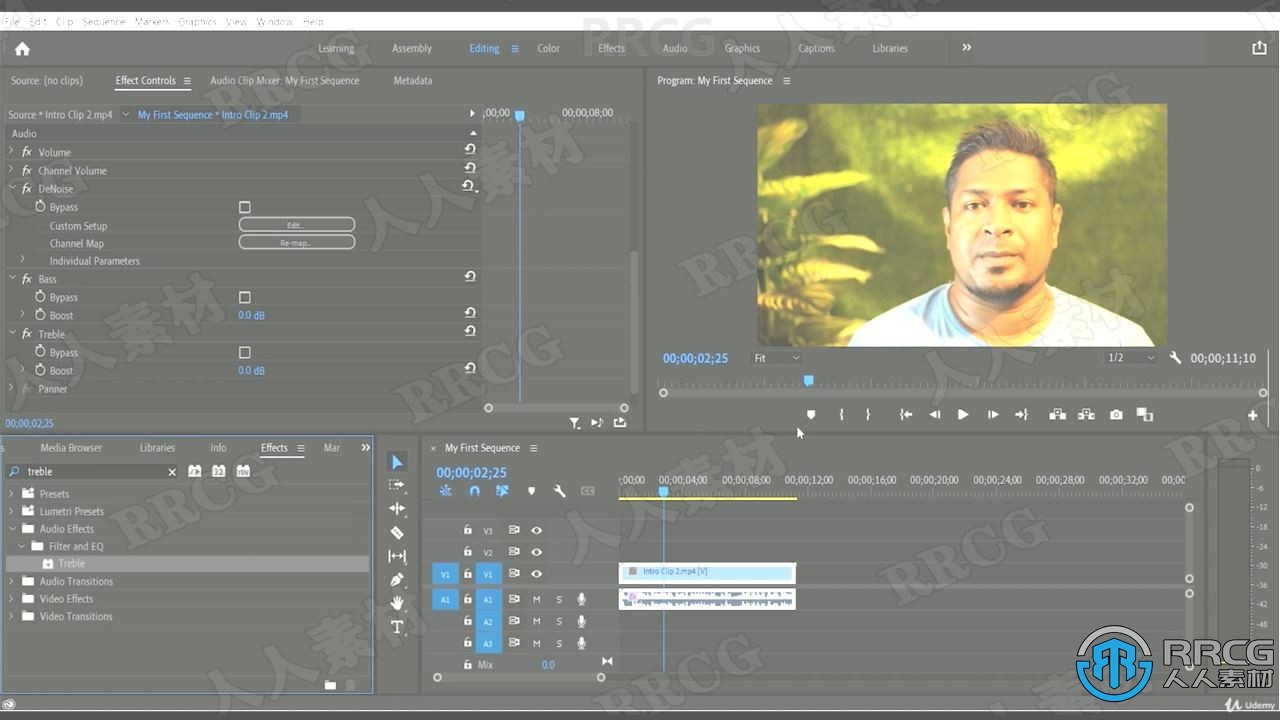 File Edit Clip Sequence Markers Graphics View Window Help
RRCG
Learning Assembly Editing Color Effects Audio Graphics Captions Libraries
Source: (no clips) Effect Controls Audio Clip Mixer: My First Sequence Metadata
Program: My First Sequence
Source * Intro Clip 2.mp4 My First Sequence * Intro Clip 2.mp4
;00;00 00;00;08;00
Audio
fx Volume
fx Channel Volume
fx DeNoise
Bypass
Custom Setup Edit...
Channel Map Re-map...
Individual Parameters
fx Bass
Bypass
Boost 0.0 dB
fx Treble
Bypass
Boost 0.0 dB
fx Panner
00;00;02;25
00;00;02;25 Fit 1/2 00;00;11;10
s Media Browser Libraries Info Effects Mar
treble
32 YUV
Presets
Lumetri Presets
Audio Effects
Filter and EQ
Treble
Audio Transitions
Video Effects
Video Transitions
My First Sequence
00;00;02;25
;00;00 00;00;04;00 00;00;08;00 00;00;12;00 00;00;16;00 00;00;20;00 00;00;24;00 00;00;28;00 00;00;32;00 00;00
V3
V2
V1 V1 Intro Clip 2.mp4 [V]
A1 A1 M S
A2 M S
A3 M S
Mix 0.0
0
-6
-12
-18
-24
-30
-36
-42
-48
RRCG
人人素材
Udemy